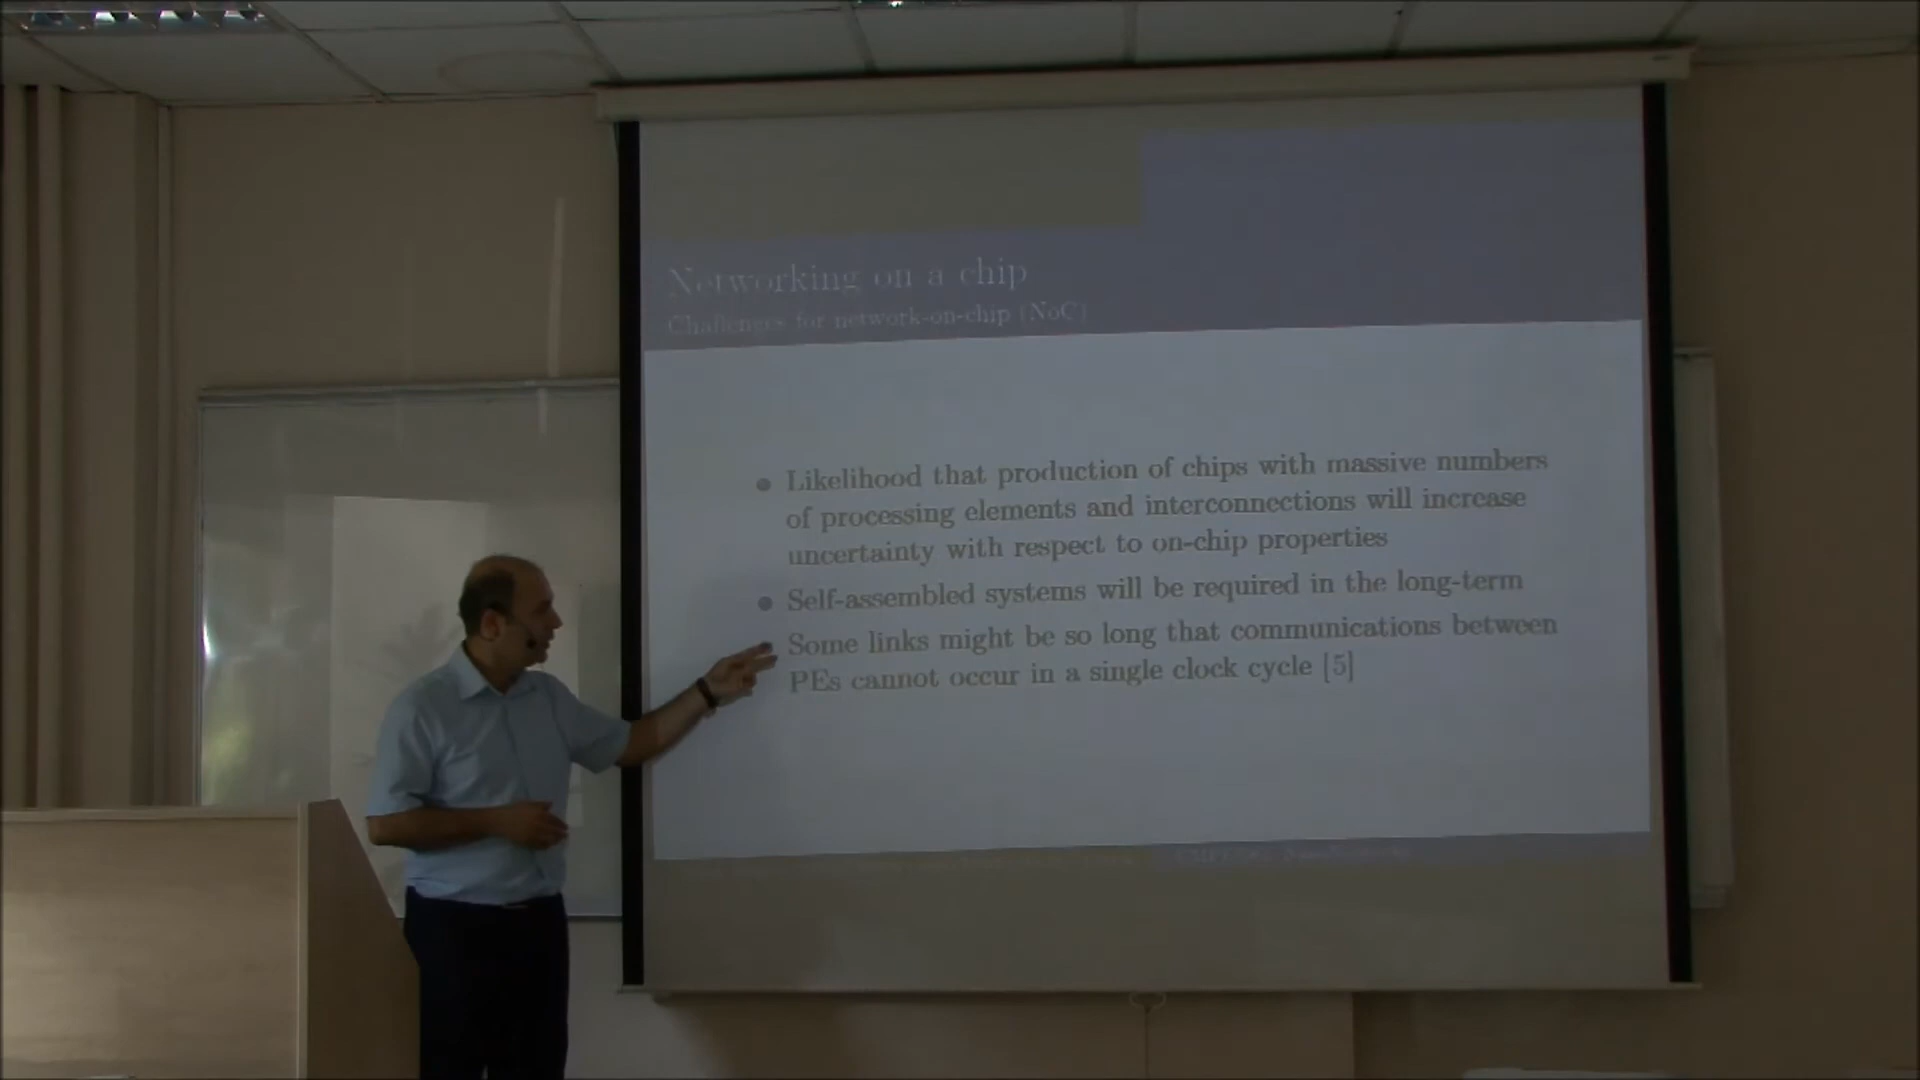 Networking on a chip
Challenges for network-on-chip (NoC)
Likelihood that production of chips with massive numbers
of processing elements and interconnections will increase
uncertainty with respect to on-chip properties
Self-assembled systems will be required in the long-term
Some links might be so long that communications between
PEs cannot occur in a single clock cycle [5]